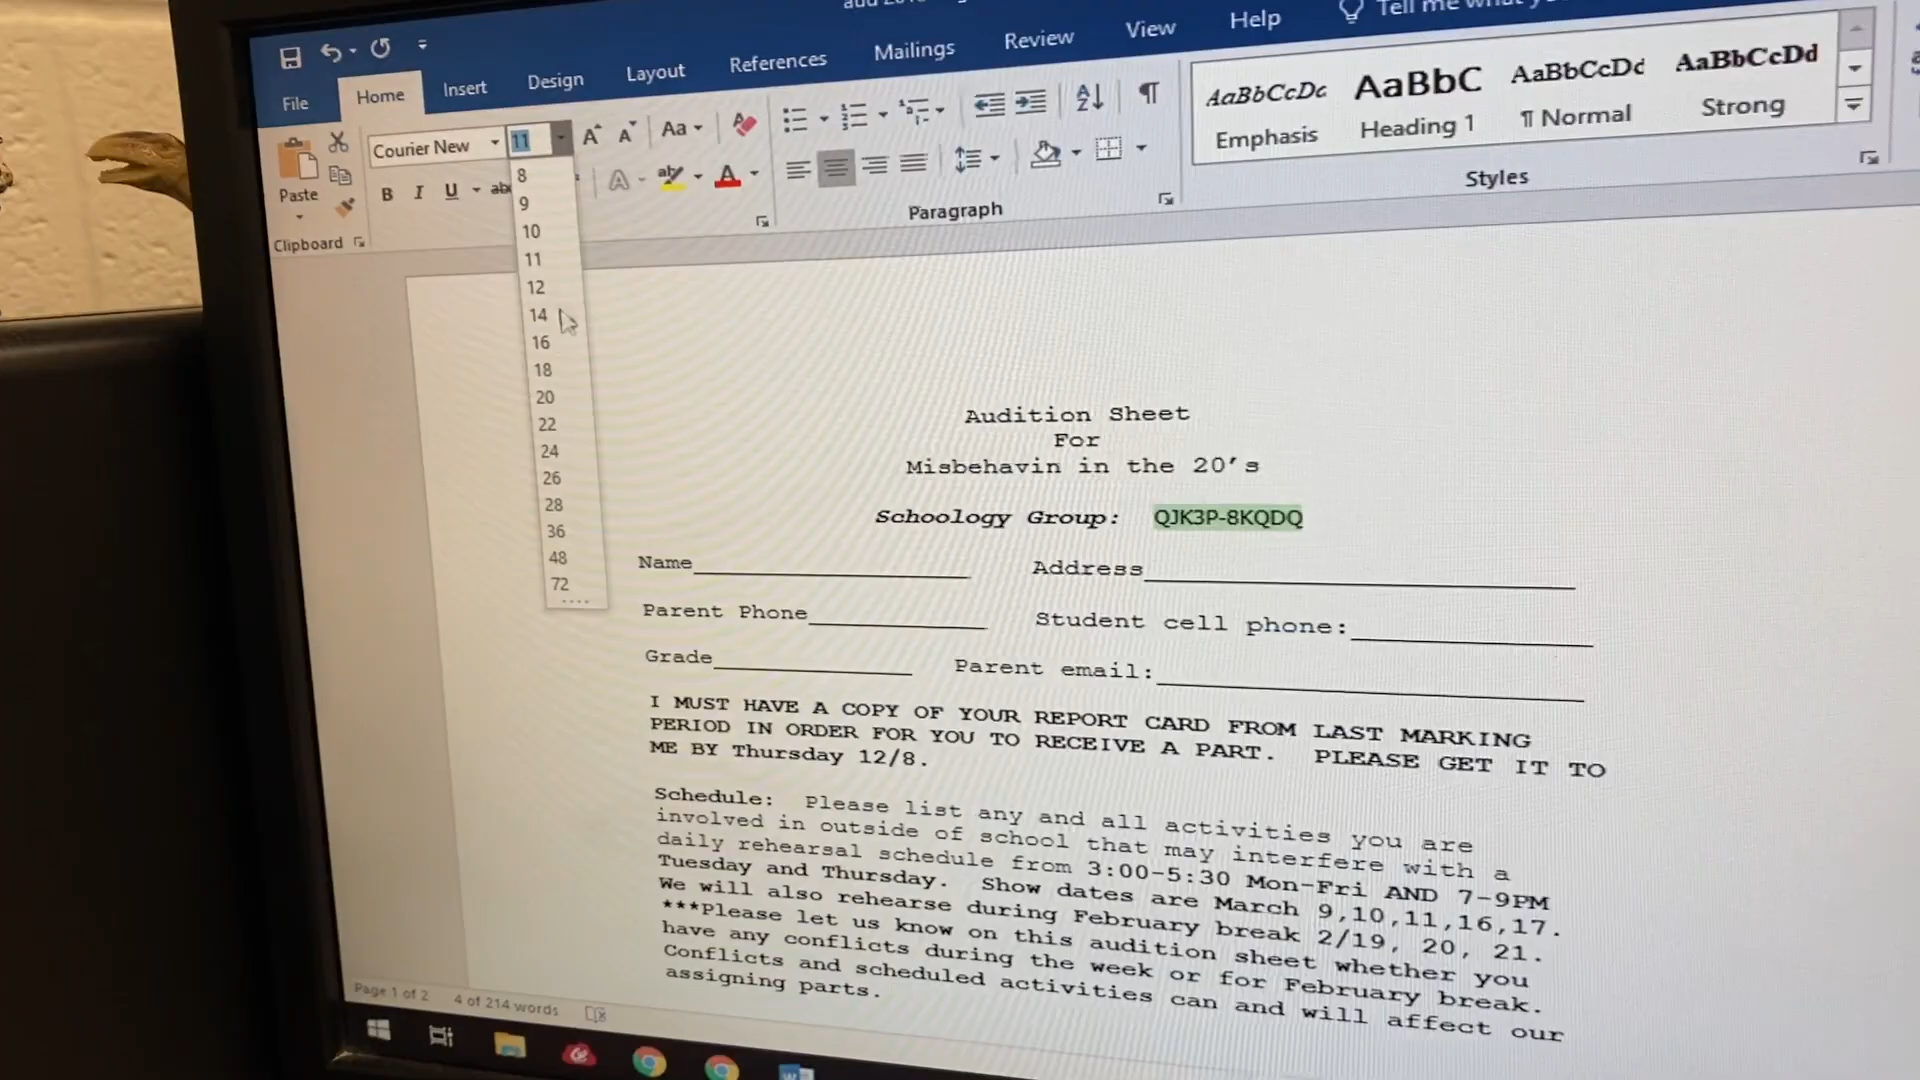 Tell me what
File Home Insert Design Layout References Mailings Review View Help
Courier New 11 Aa
Paste
B I U
Clipboard
Paragraph
AaBbCcDc AaBbC AaBbCcDc AaBbCcDd
Emphasis Heading 1 ¶ Normal Strong
Styles
8
9
10
11
12
14
16
18
20
22
24
26
28
36
48
72
Audition Sheet
For
Misbehavin in the 20's
Schoology Group: QJK3P-8KQDQ
Name Address
Parent Phone Student cell phone:
Grade Parent email:
I MUST HAVE A COPY OF YOUR REPORT CARD FROM LAST MARKING
PERIOD IN ORDER FOR YOU TO RECEIVE A PART. PLEASE GET IT TO
ME BY Thursday 12/8.
Schedule: Please list any and all activities you are
involved in outside of school that may interfere with a
daily rehearsal schedule from 3:00-5:30 Mon-Fri AND 7-9PM
Tuesday and Thursday. Show dates are March 9,10,11,16,17.
We will also rehearse during February break 2/19, 20, 21.
***Please let us know on this audition sheet whether you
have any conflicts during the week or for February break.
Conflicts and scheduled activities can and will affect our
assigning parts.
Page 1 of 2 4 of 214 words